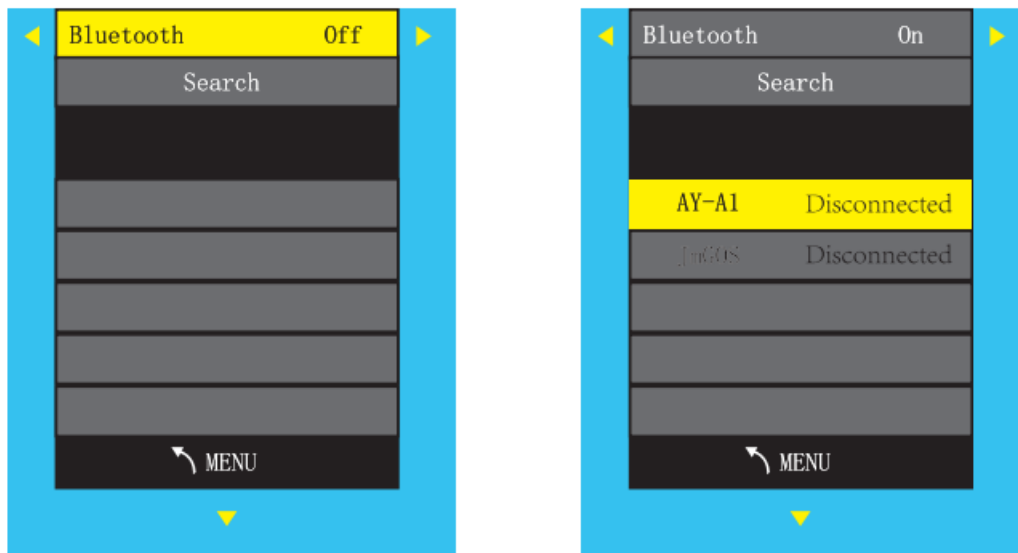 Bluetooth Off
Search
MENU
Bluetooth On
Search
AY-A1 Disconnected
Disconnected
MENU